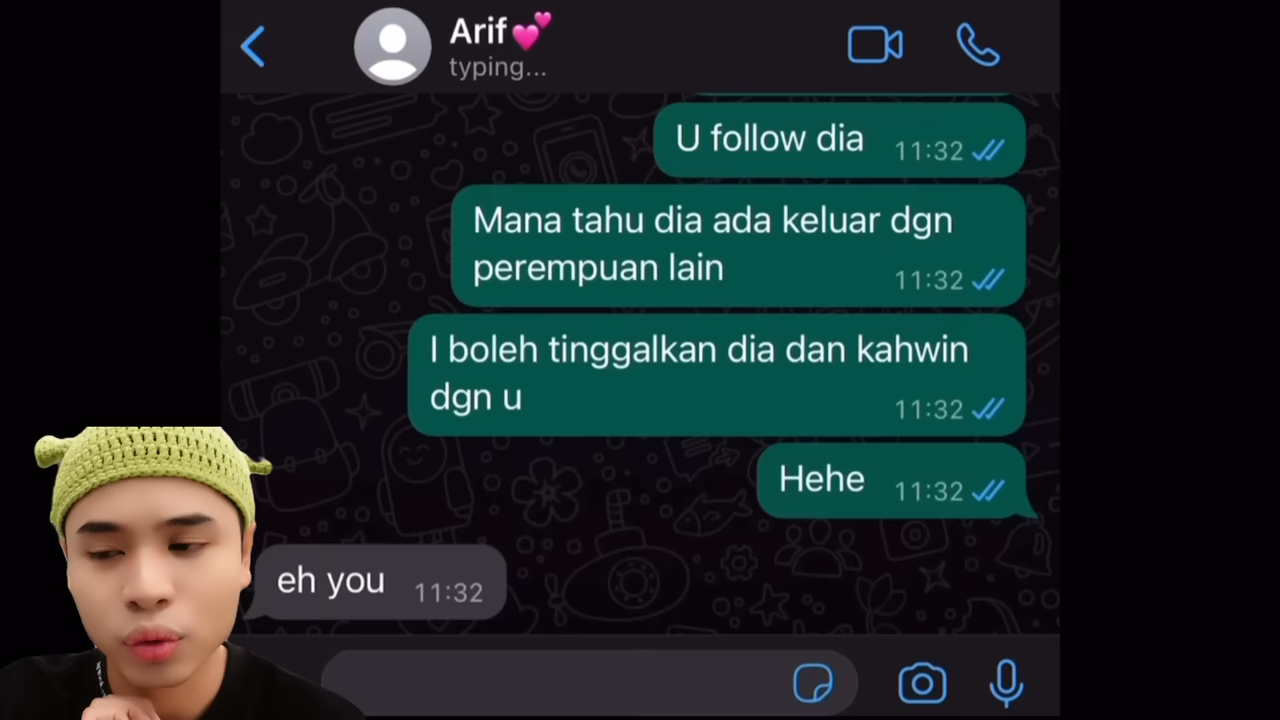 Arif💕
typing...
U follow dia 11:32
Mana tahu dia ada keluar dgn
perempuan lain 11:32
I boleh tinggalkan dia dan kahwin
dgn u 11:32
Hehe 11:32
eh you 11:32